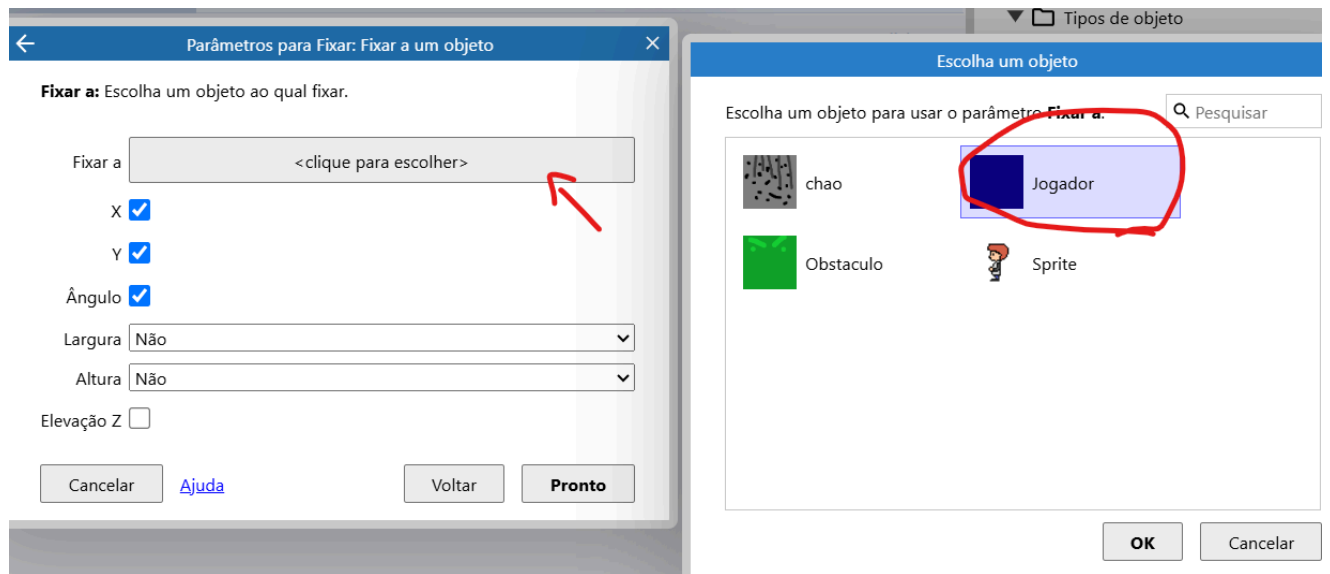 Tipos de objeto
Parâmetros para Fixar: Fixar a um objeto
Fixar a: Escolha um objeto ao qual fixar.
Fixar a <clique para escolher>
X
Y
Ângulo
Largura Não
Altura Não
Elevação Z
Cancelar Ajuda Voltar Pronto
Escolha um objeto
Escolha um objeto para usar o parâmetro Fixar a. Pesquisar
chao Jogador
Obstaculo Sprite
OK Cancelar